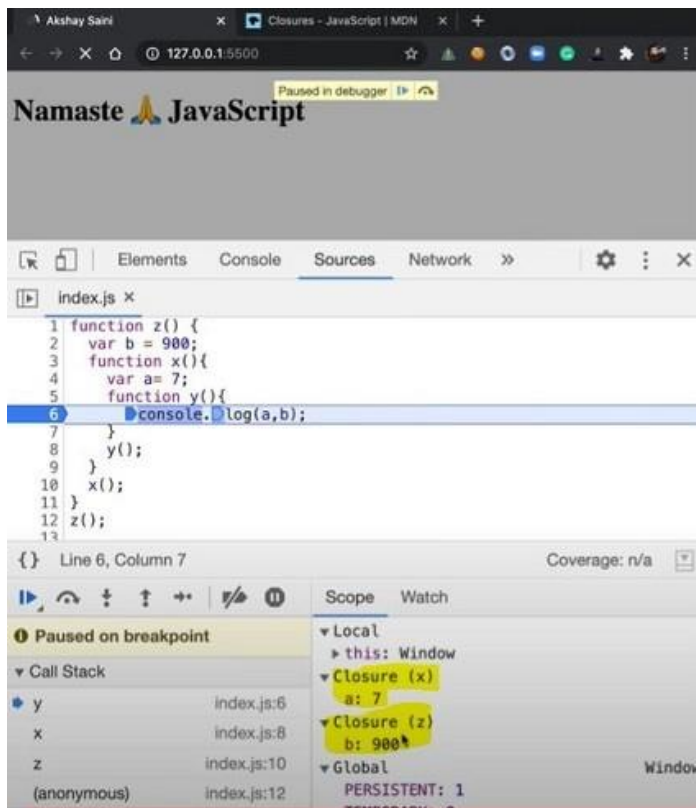 Akshay Saini × Closures - JavaScript | MDN × +
127.0.0.1:5500
Paused in debugger
Namaste 🙏 JavaScript
Elements Console Sources Network » ⋮ ×
index.js ×
1 function z() {
2 var b = 900;
3 function x(){
4 var a= 7;
5 function y(){
6 console.log(a,b);
7 }
8 y();
9 }
10 x();
11 }
12 z();
13
{} Line 6, Column 7 Coverage: n/a
Scope Watch
Paused on breakpoint
Call Stack
y index.js:6
x index.js:8
z index.js:10
(anonymous) index.js:12
Local
this: Window
Closure (x)
a: 7
Closure (z)
b: 900
Global Window
PERSISTENT: 1